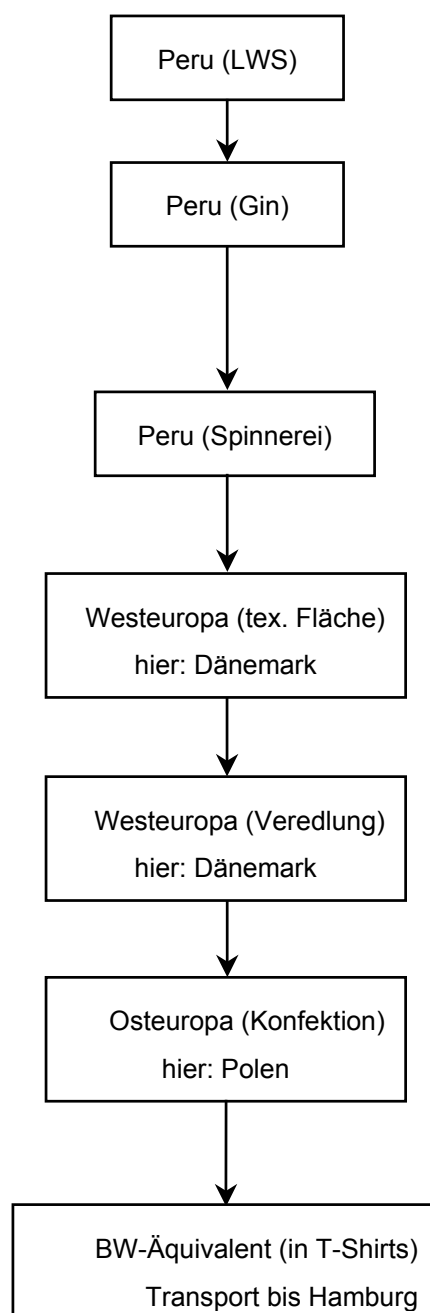 Peru (LWS)
Peru (Gin)
Peru (Spinnerei)
Westeuropa (tex. Fläche)
hier: Dänemark
Westeuropa (Veredlung)
hier: Dänemark
Osteuropa (Konfektion)
hier: Polen
BW-Äquivalent (in T-Shirts)
Transport bis Hamburg